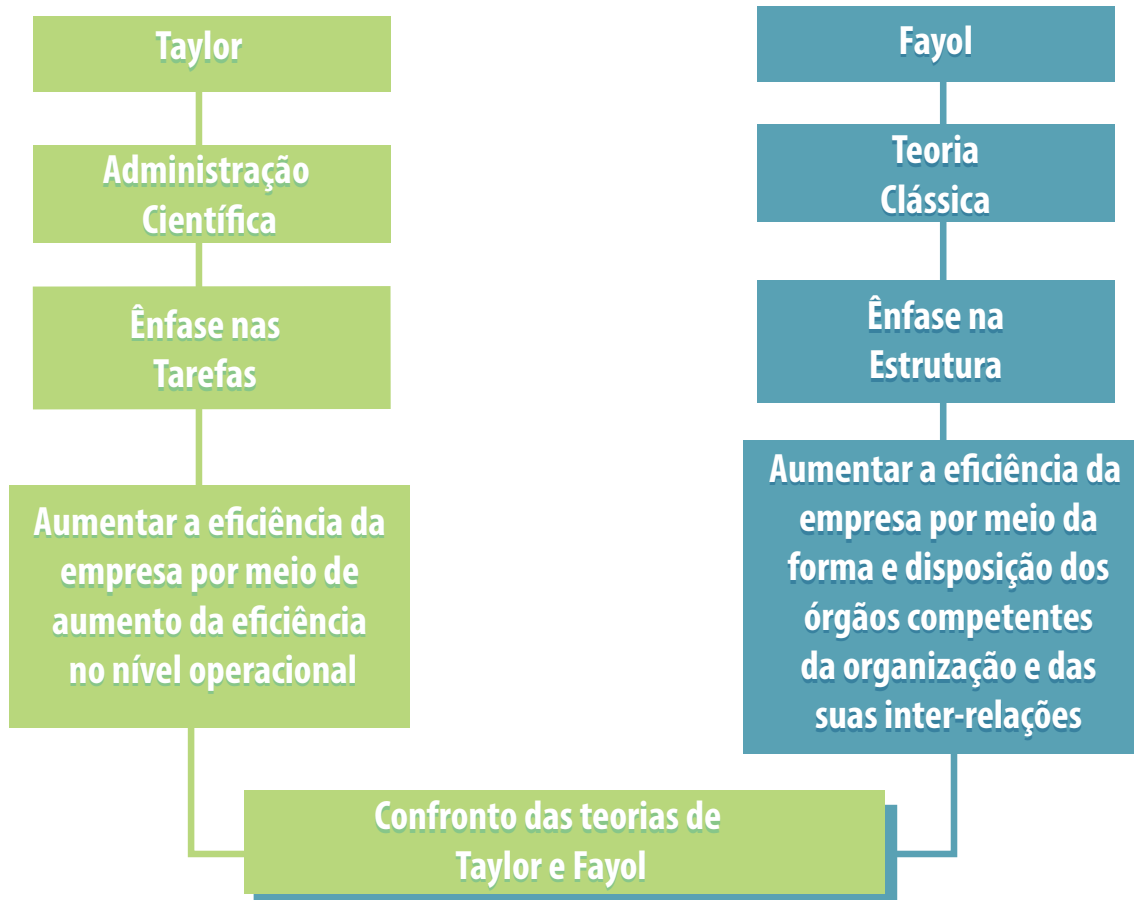 Taylor
Administração
Científica
Ênfase nas
Tarefas
Aumentar a eficiência da
empresa por meio de
aumento da eficiência
no nível operacional
Fayol
Teoria
Clássica
Ênfase na
Estrutura
Aumentar a eficiência da
empresa por meio da
forma e disposição dos
órgãos competentes
da organização e das
suas inter-relações
Confronto das teorias de
Taylor e Fayol